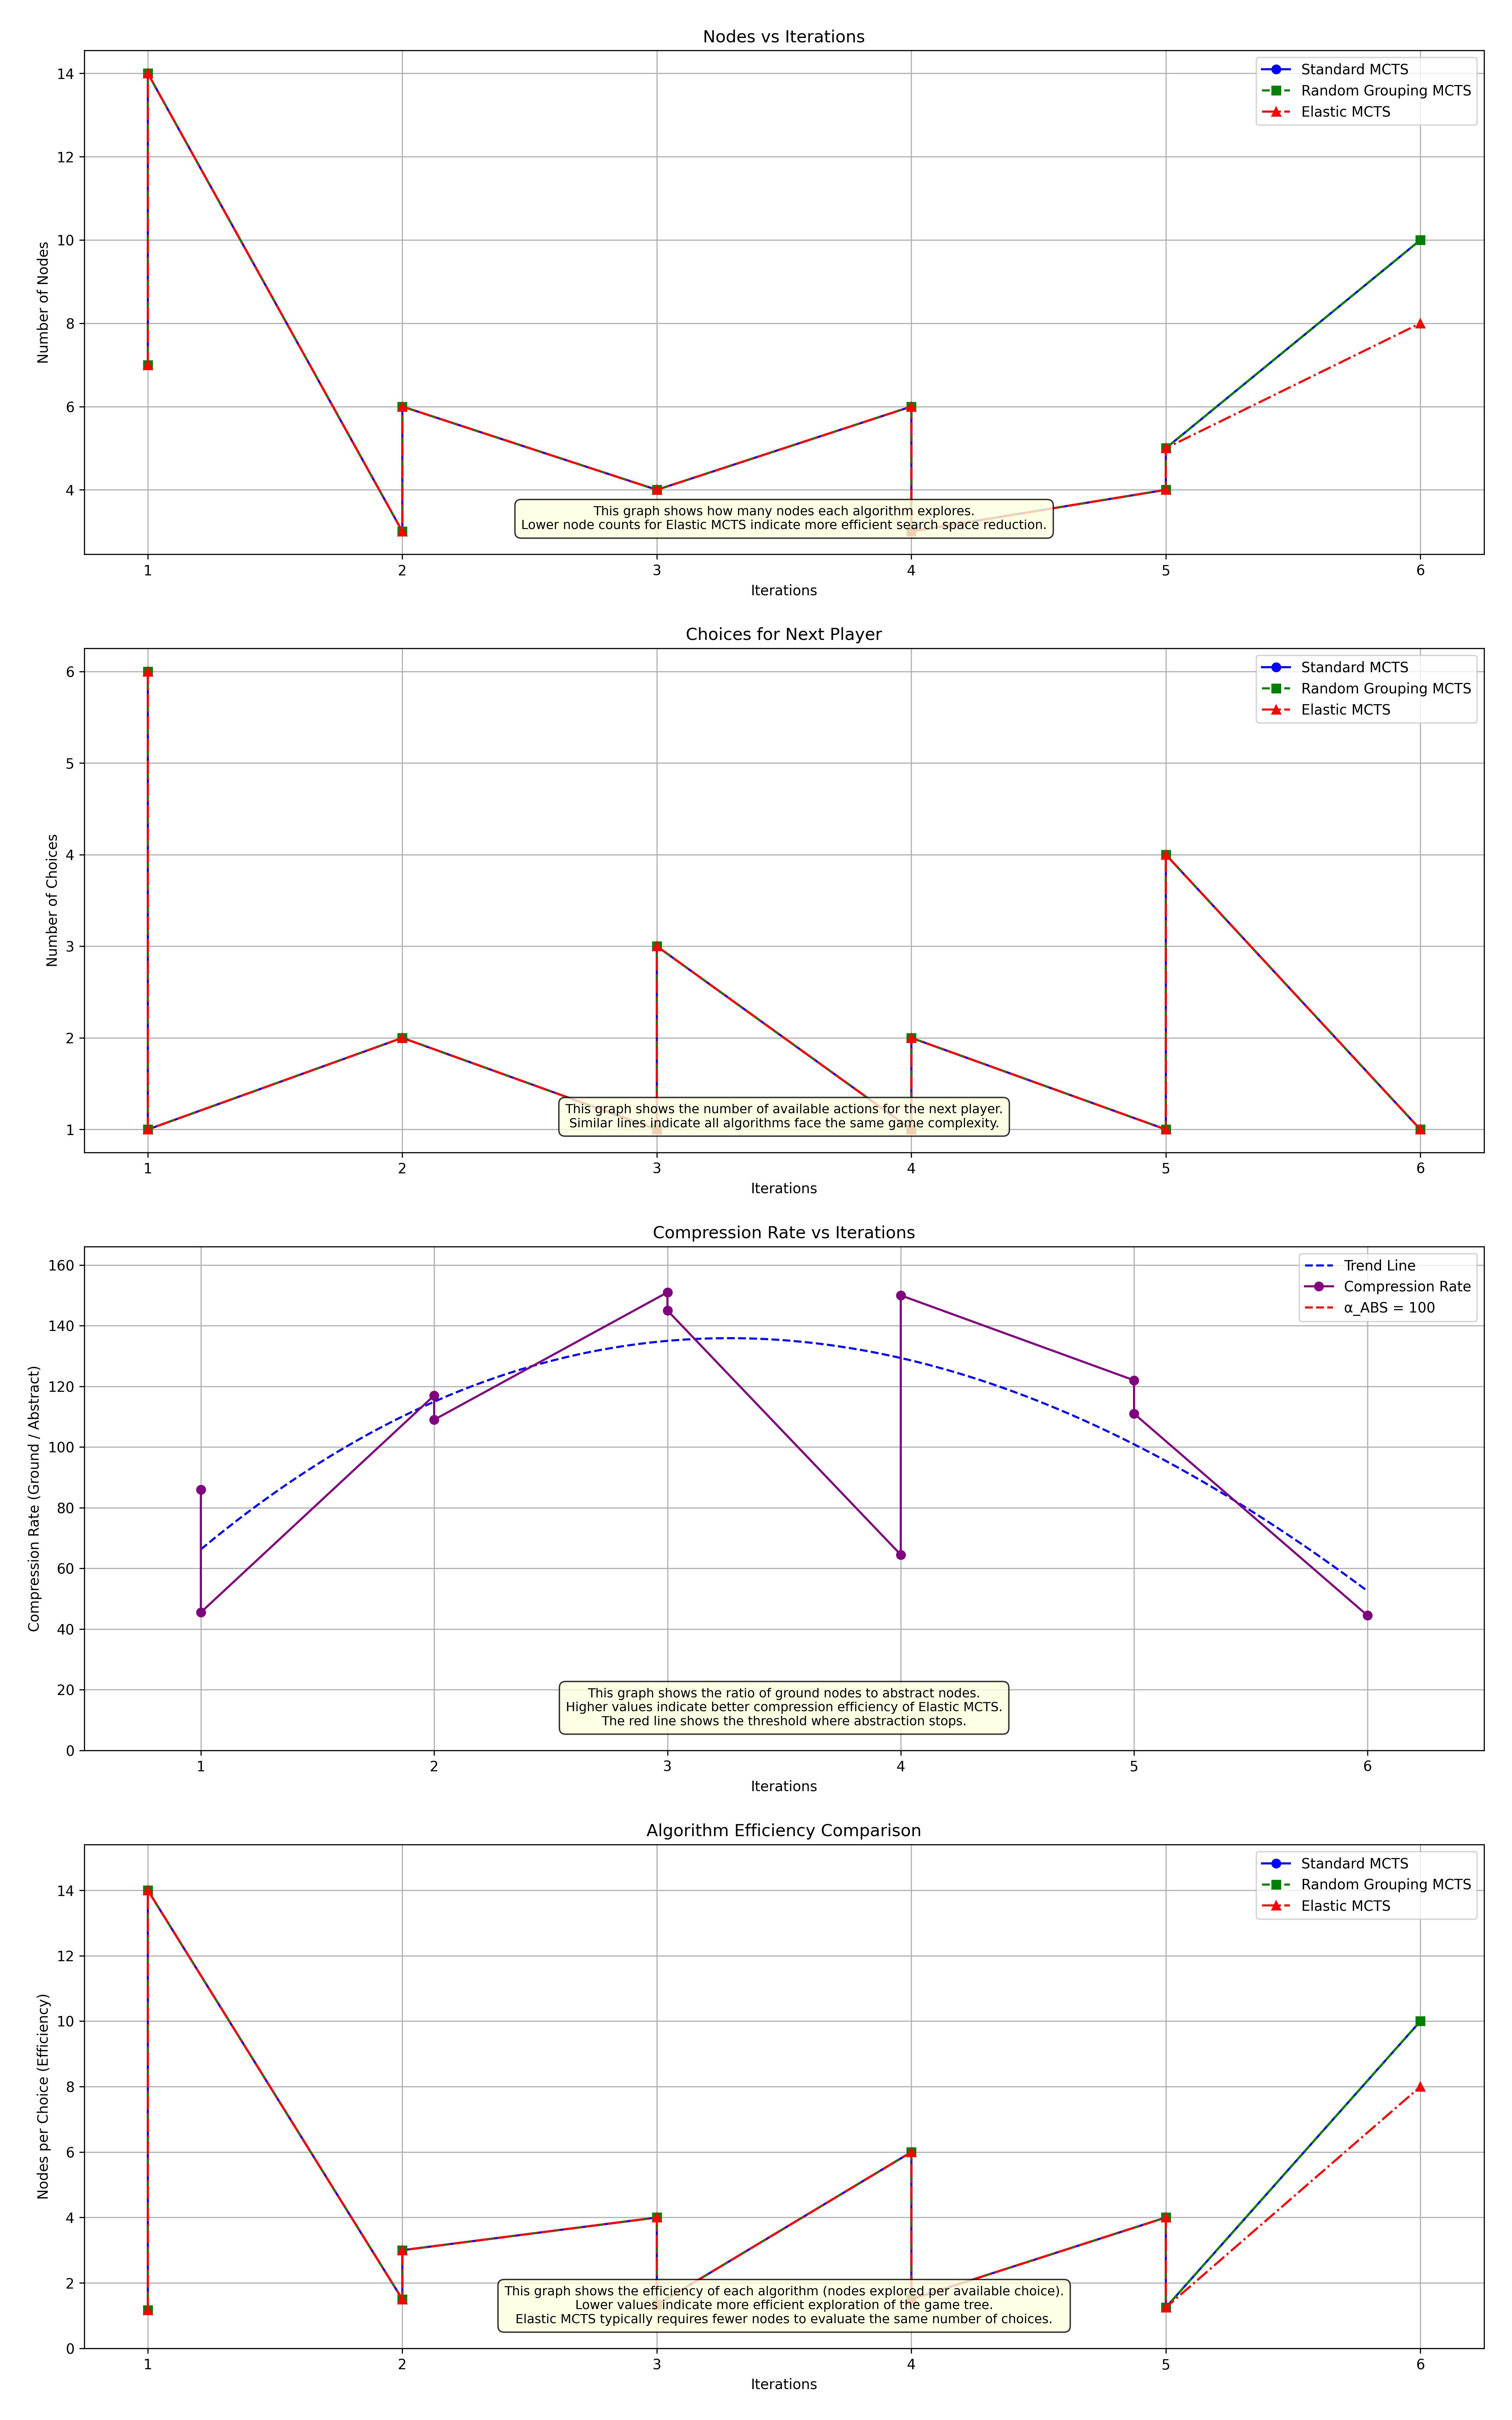 Nodes vs Iterations
Standard MCTS
Random Grouping MCTS
Elastic MCTS
14
12
10
8
6
4
Number of Nodes
This graph shows how many nodes each algorithm explores.
Lower node counts for Elastic MCTS indicate more efficient search space reduction.
1 2 3 4 5 6
Iterations
Choices for Next Player
Standard MCTS
Random Grouping MCTS
Elastic MCTS
6
5
4
3
2
1
Number of Choices
This graph shows the number of available actions for the next player.
Similar lines indicate all algorithms face the same game complexity.
1 2 3 4 5 6
Iterations
Compression Rate vs Iterations
Trend Line
Compression Rate
α_ABS = 100
160
140
120
100
80
60
40
20
0
Compression Rate (Ground / Abstract)
This graph shows the ratio of ground nodes to abstract nodes.
Higher values indicate better compression efficiency of Elastic MCTS.
The red line shows the threshold where abstraction stops.
1 2 3 4 5 6
Iterations
Algorithm Efficiency Comparison
Standard MCTS
Random Grouping MCTS
Elastic MCTS
14
12
10
8
6
4
2
0
Nodes per Choice (Efficiency)
This graph shows the efficiency of each algorithm (nodes explored per available choice).
Lower values indicate more efficient exploration of the game tree.
Elastic MCTS typically requires fewer nodes to evaluate the same number of choices.
1 2 3 4 5 6
Iterations